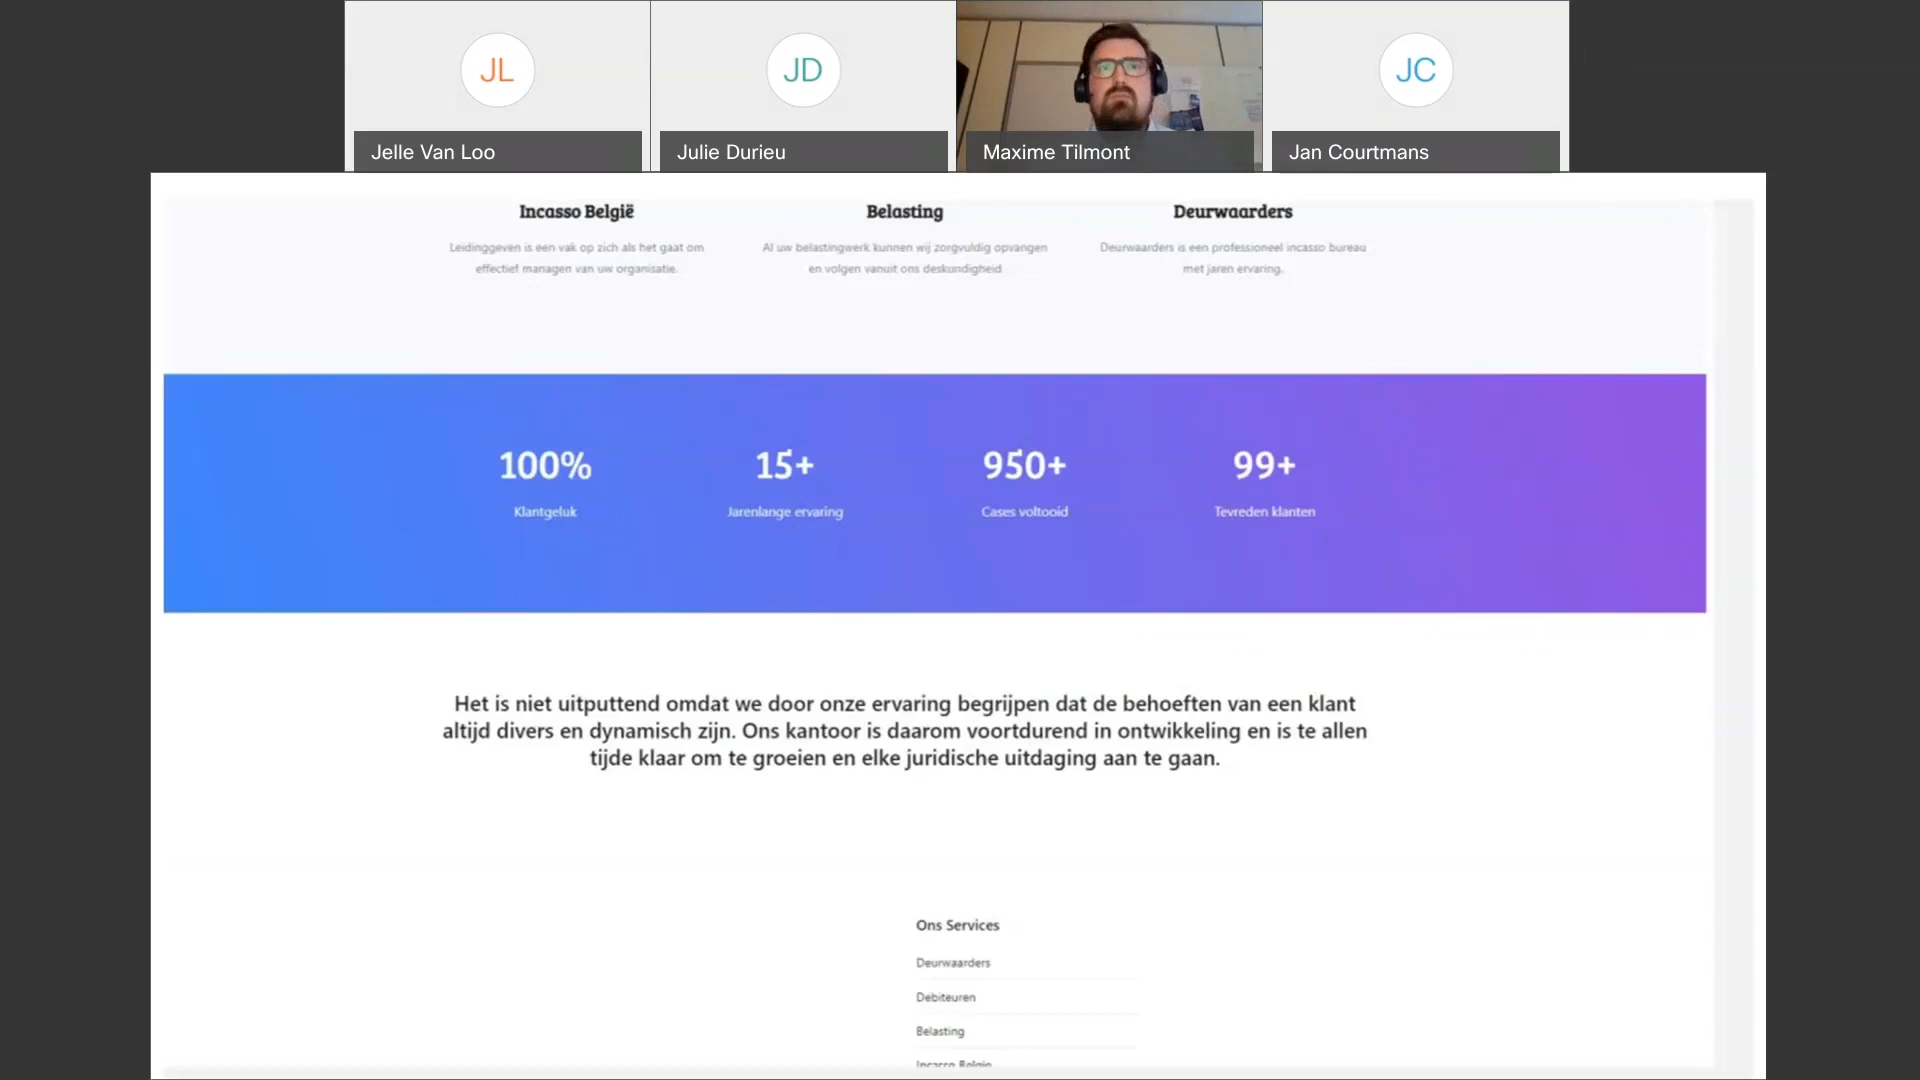 JL
JD
JC
Jelle Van Loo
Julie Durieu
Maxime Tilmont
Jan Courtmans
Incasso België
Leidinggeven is een vak op zich als het gaat om
effectief managen van uw organisatie.
Belasting
Al uw belastingwerk kunnen wij zorgvuldig opvangen
en volgen vanuit ons deskundigheid
Deurwaarders
Deurwaarders is een professioneel incasso bureau
met jaren ervaring.
100%
Klantgeluk
15+
Jarenlange ervaring
950+
Cases voltooid
99+
Tevreden klanten
Het is niet uitputtend omdat we door onze ervaring begrijpen dat de behoeften van een klant
altijd divers en dynamisch zijn. Ons kantoor is daarom voortdurend in ontwikkeling en is te allen
tijde klaar om te groeien en elke juridische uitdaging aan te gaan.
Ons Services
Deurwaarders
Debiteuren
Belasting
Incasso Belgie